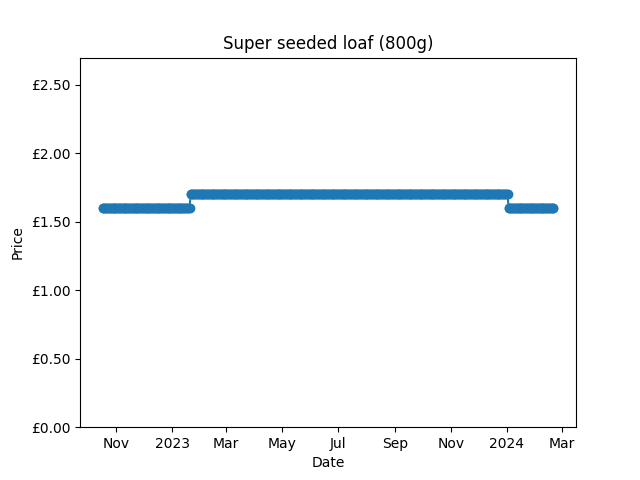 Super seeded loaf (800g)
£2.50
£2.00
£1.50
£1.00
£0.50
£0.00
Price
Nov 2023 Mar May Jul Sep Nov 2024 Mar
Date